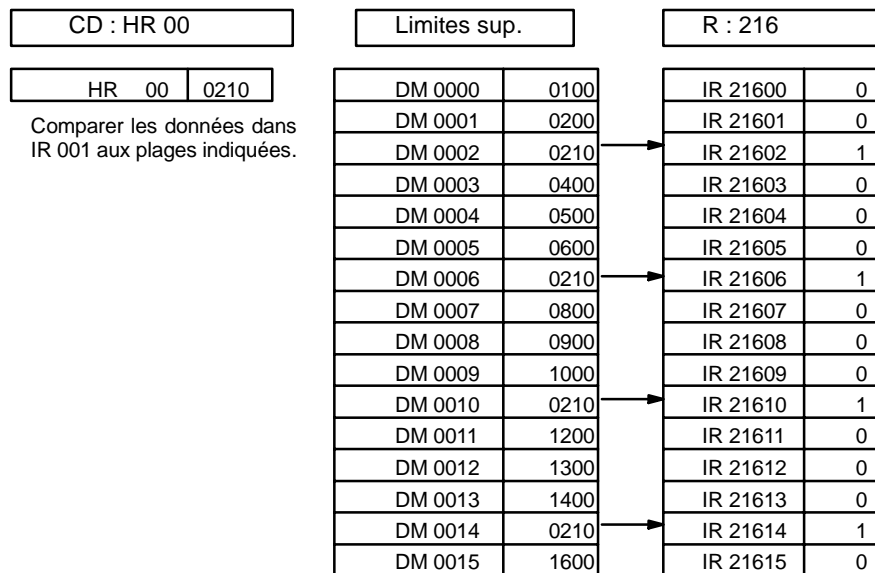 CD : HR 00 Limites sup. R : 216
HR 00 0210
Comparer les données dans
IR 001 aux plages indiquées.
DM 0000 0100 IR 21600 0
DM 0001 0200 IR 21601 0
DM 0002 0210 IR 21602 1
DM 0003 0400 IR 21603 0
DM 0004 0500 IR 21604 0
DM 0005 0600 IR 21605 0
DM 0006 0210 IR 21606 1
DM 0007 0800 IR 21607 0
DM 0008 0900 IR 21608 0
DM 0009 1000 IR 21609 0
DM 0010 0210 IR 21610 1
DM 0011 1200 IR 21611 0
DM 0012 1300 IR 21612 0
DM 0013 1400 IR 21613 0
DM 0014 0210 IR 21614 1
DM 0015 1600 IR 21615 0